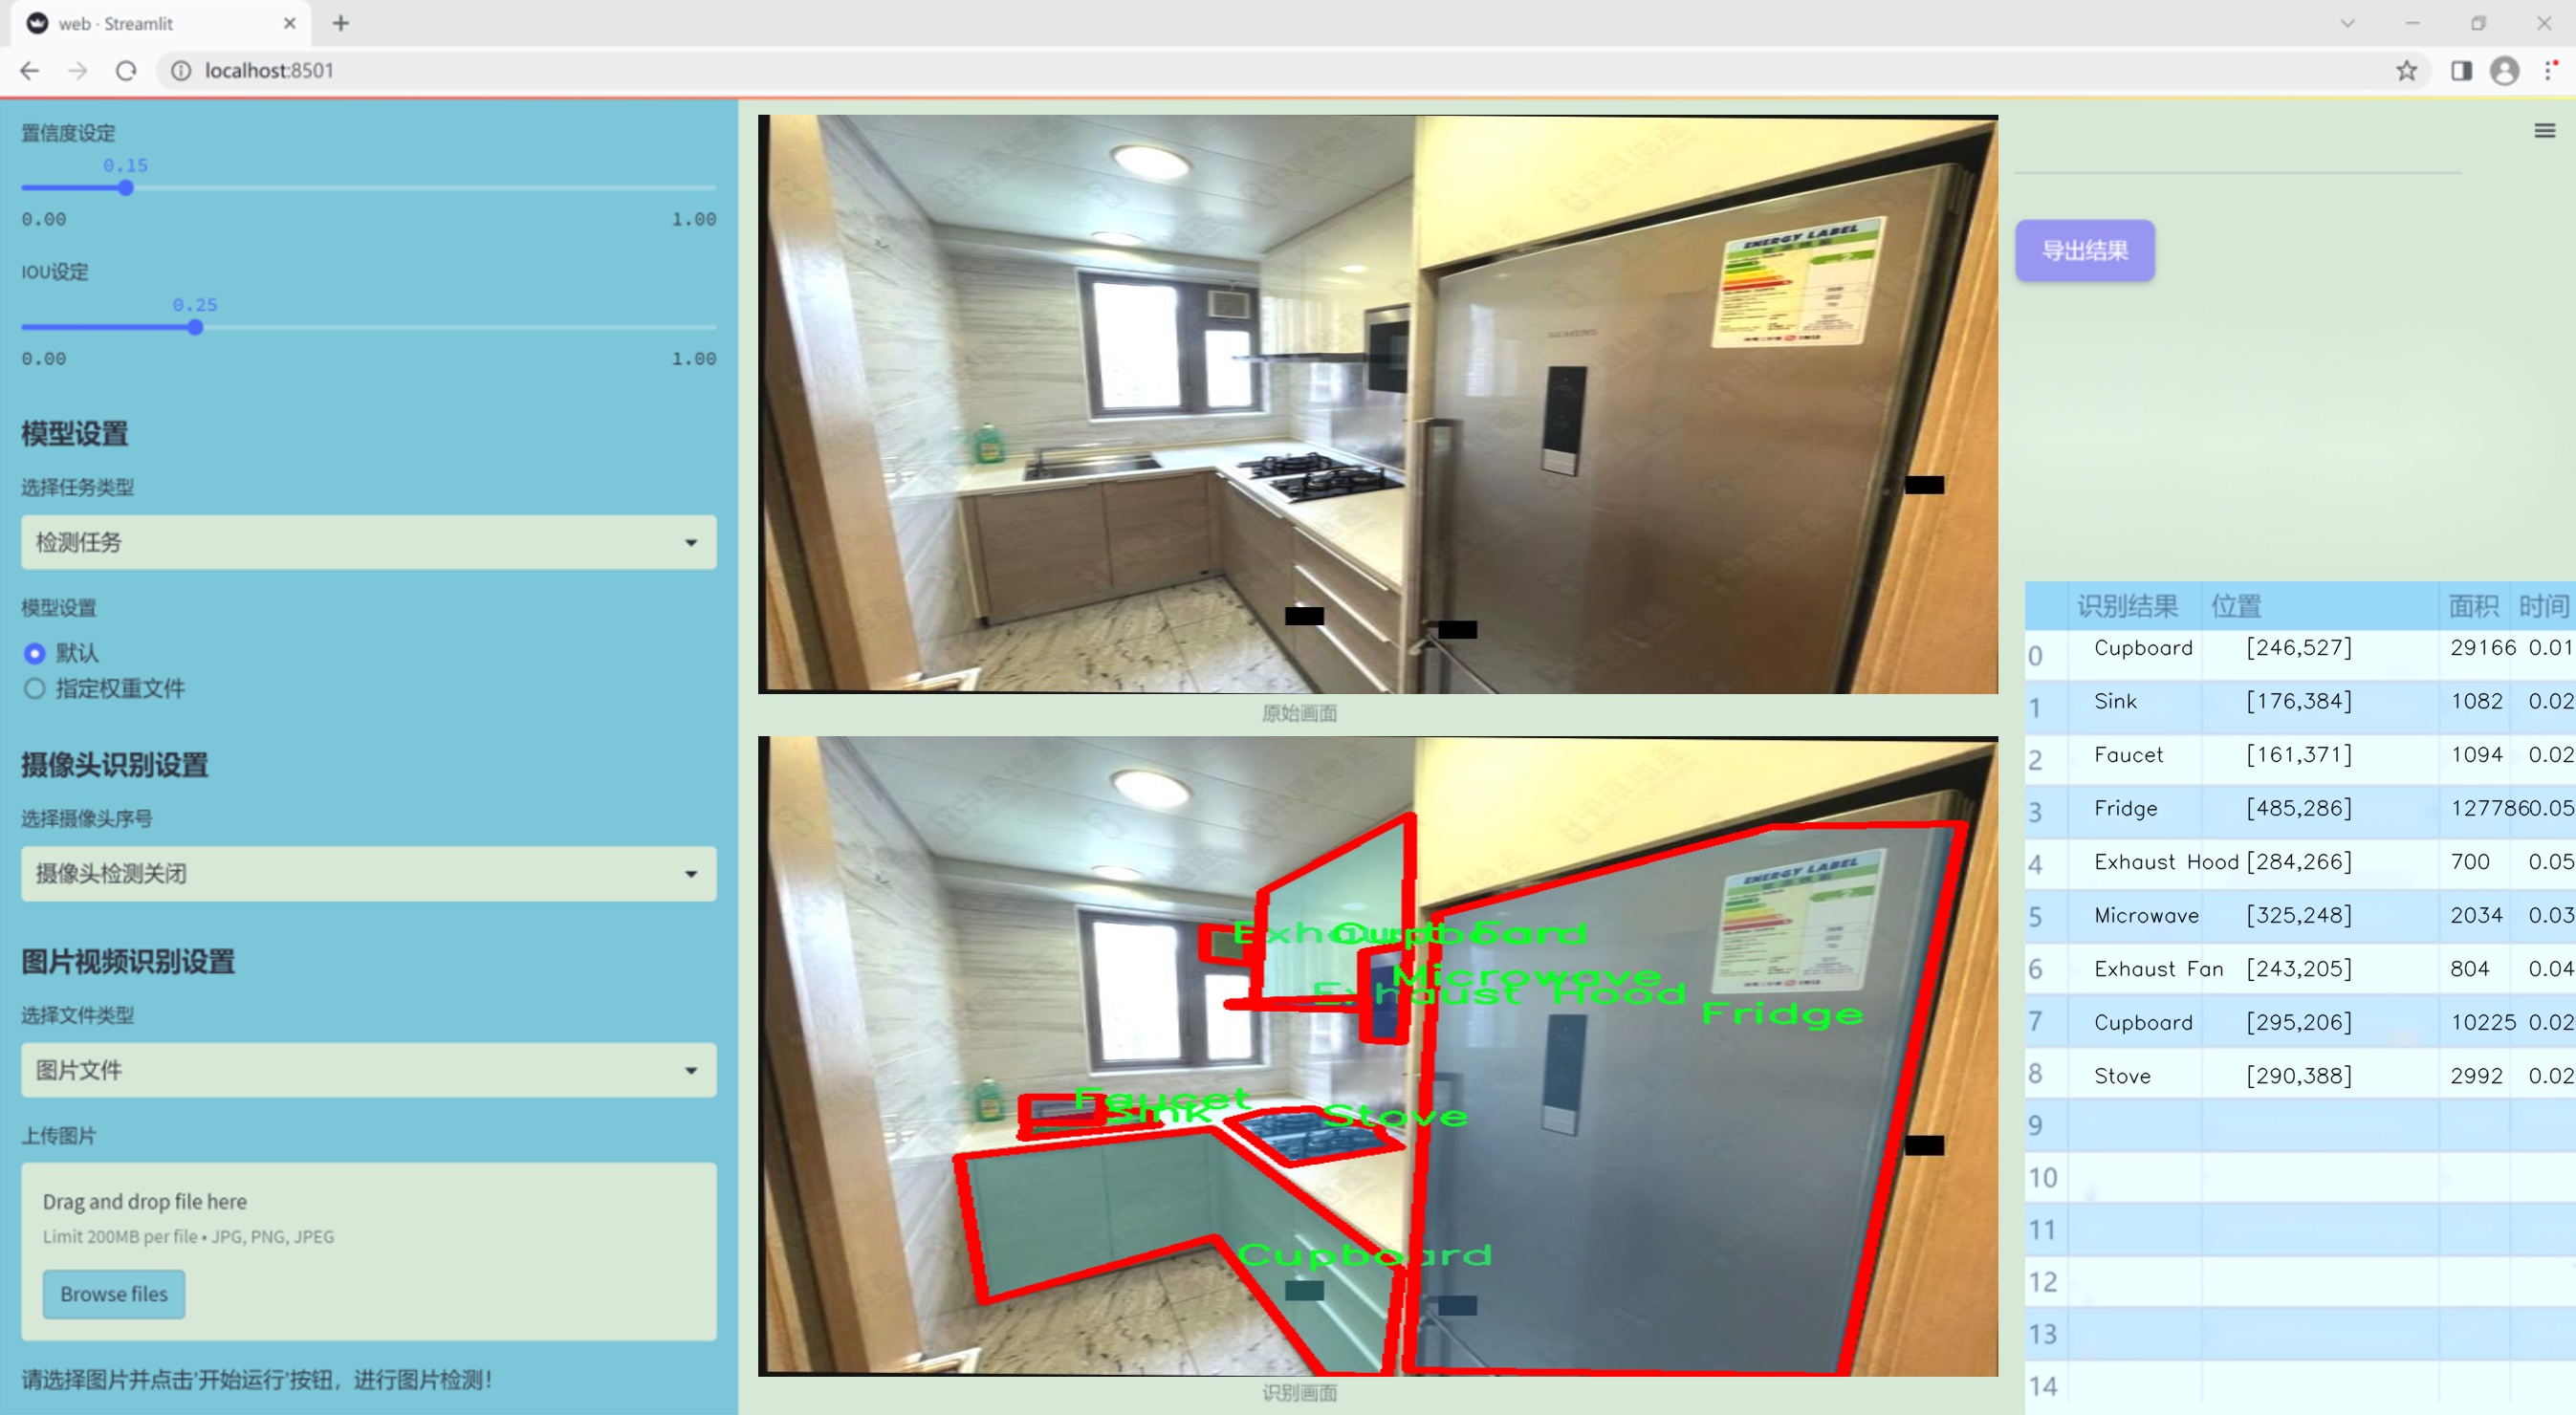 web · Streamlit
localhost:8501
置信度设定
0.15
0.00
1.00
IOU设定
0.25
0.00
1.00
模型设置
选择任务类型
检测任务
模型设置
默认
指定权重文件
摄像头识别设置
选择摄像头序号
摄像头检测关闭
图片视频识别设置
选择文件类型
图片文件
上传图片
Drag and drop file here
Limit 200MB per file • JPG, PNG, JPEG
Browse files
请选择图片并点击'开始运行'按钮，进行图片检测！
ENERGY LABEL
SIEMENS
原始画面
ENERGY LABEL
Cupboard
Microwave
Exhaust Hood
Fridge
Faucet
Sink
Stove
Cupboard
识别画面
导出结果
识别结果 位置 面积 时间
0 Cupboard [246,527] 29166 0.01
1 Sink [176,384] 1082 0.02
2 Faucet [161,371] 1094 0.02
3 Fridge [485,286] 127786 0.05
4 Exhaust Hood [284,266] 700 0.05
5 Microwave [325,248] 2034 0.03
6 Exhaust Fan [243,205] 804 0.04
7 Cupboard [295,206] 10225 0.02
8 Stove [290,388] 2992 0.02
9
10
11
12
13
14